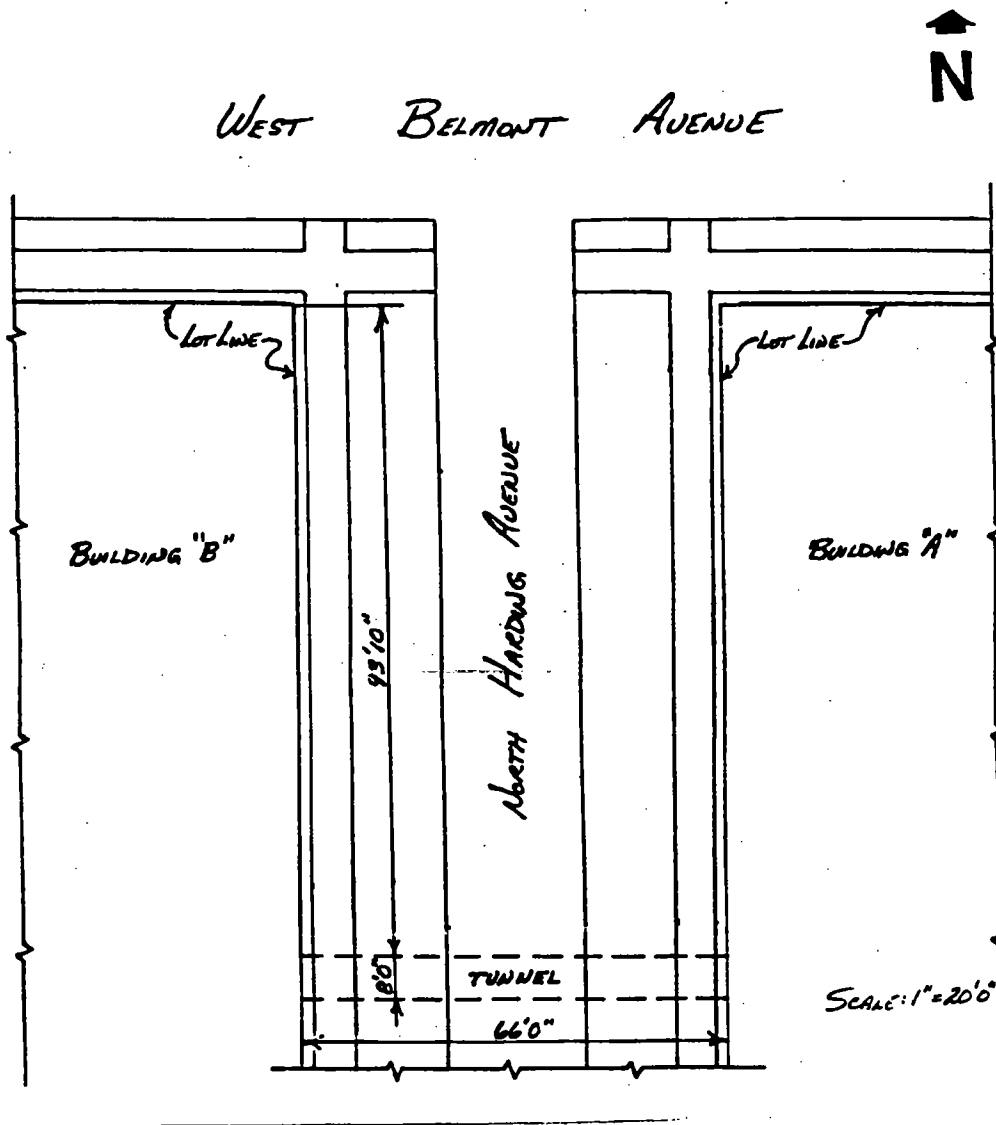 N
WEST BELMONT AVENUE
LOT LINE
LOT LINE
BUILDING "B"
BUILDING "A"
NORTH HARDING AVENUE
93'10"
8'0"
TUNNEL
SCALE: 1" = 20'0"
66'0"